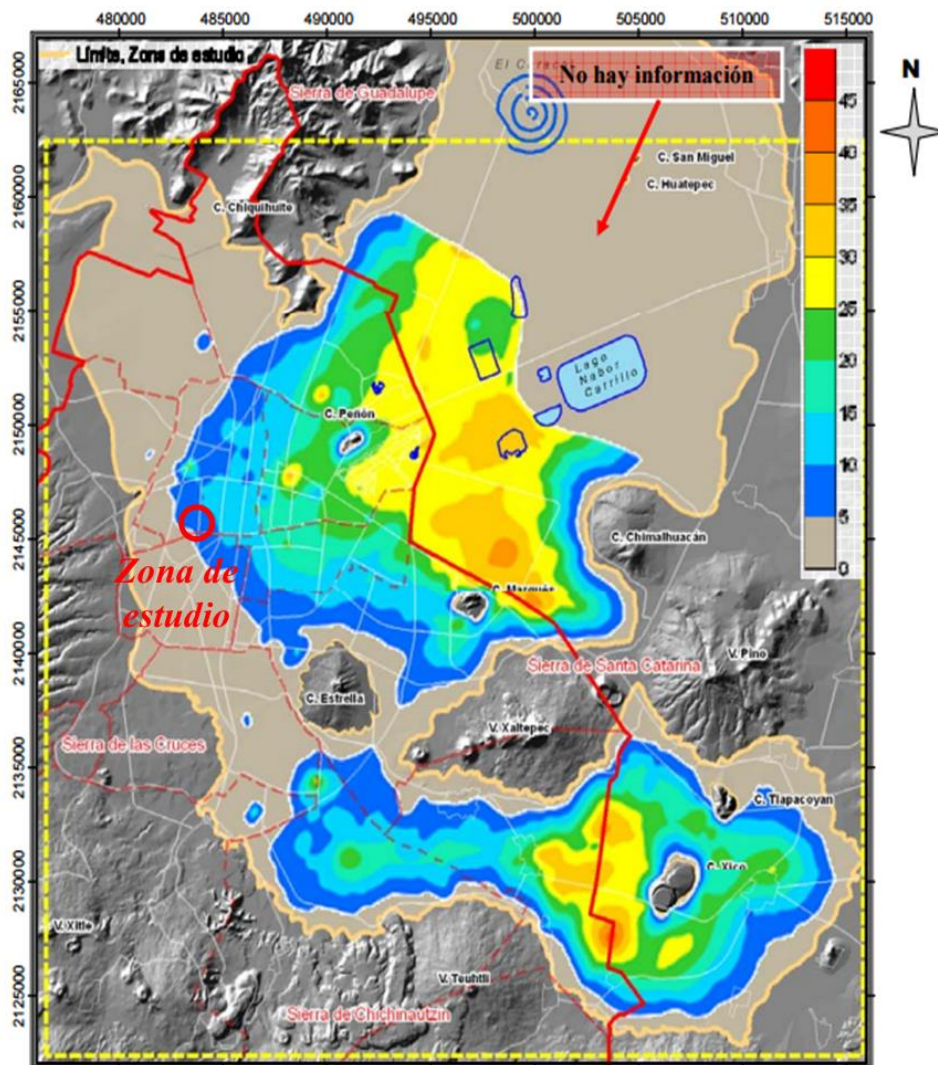 480000 485000 490000 495000 500000 505000 510000 515000
Límite, Zona de estudio
El Caracol
No hay información
N
Sierra de Guadalupe
2165000
45
C. San Miguel
40
C. Huatepec
2160000
C. Chiquihuite
35
30
2155000
25
Lago
Nabor
Carrillo
20
2150000
C. Peñón
15
10
2145000
C. Chimalhuacán
5
0
Zona de
estudio
C. Marqués
2140000
V. Pino
Sierra de Santa Catarina
C. Estrella
V. Xaltepec
Sierra de las Cruces
2135000
C. Tlapacoyan
C. Xico
2130000
V. Xitle
V. Teuhtli
2125000
Sierra de Chichinautzin